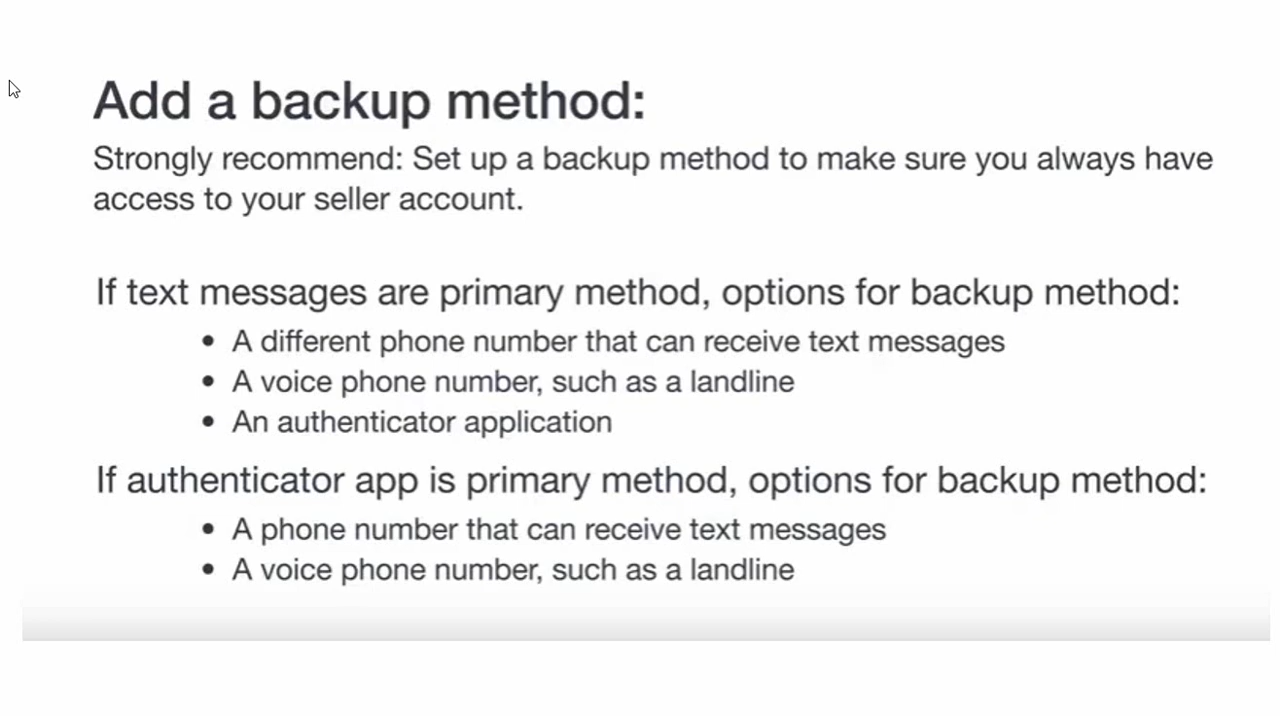 Add a backup method:
Strongly recommend: Set up a backup method to make sure you always have
access to your seller account.
If text messages are primary method, options for backup method:
• A different phone number that can receive text messages
• A voice phone number, such as a landline
• An authenticator application
If authenticator app is primary method, options for backup method:
• A phone number that can receive text messages
• A voice phone number, such as a landline